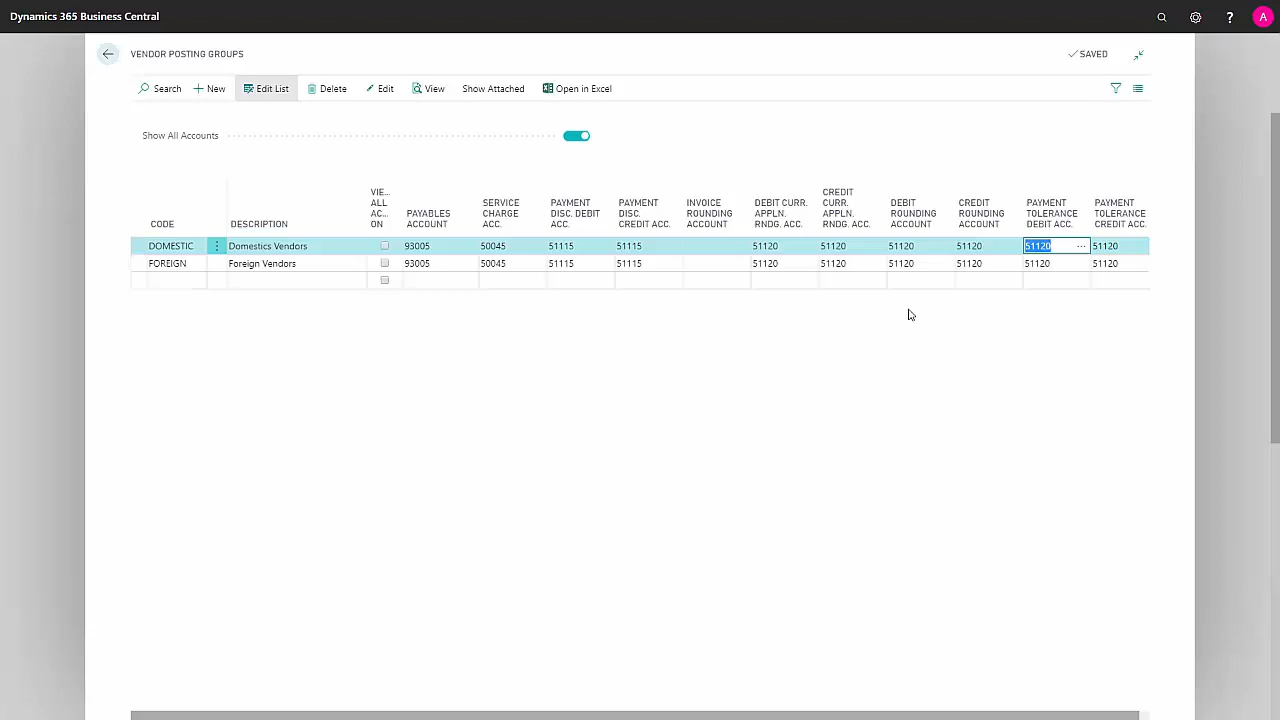 Dynamics 365 Business Central
?
A
VENDOR POSTING GROUPS
SAVED
Search New Edit List Delete Edit View Show Attached Open in Excel
Show All Accounts
CODE DESCRIPTION VIE... ALL AC... ON PAYABLES ACCOUNT SERVICE CHARGE ACC. PAYMENT DISC. DEBIT ACC. PAYMENT DISC. CREDIT ACC. INVOICE ROUNDING ACCOUNT DEBIT CURR. APPLN. RNDG. ACC. CREDIT CURR. APPLN. RNDG. ACC. DEBIT ROUNDING ACCOUNT CREDIT ROUNDING ACCOUNT PAYMENT TOLERANCE DEBIT ACC. PAYMENT TOLERANCE CREDIT ACC.
DOMESTIC Domestics Vendors 93005 50045 51115 51115 51120 51120 51120 51120 51120 ... 51120
FOREIGN Foreign Vendors 93005 50045 51115 51115 51120 51120 51120 51120 51120 51120